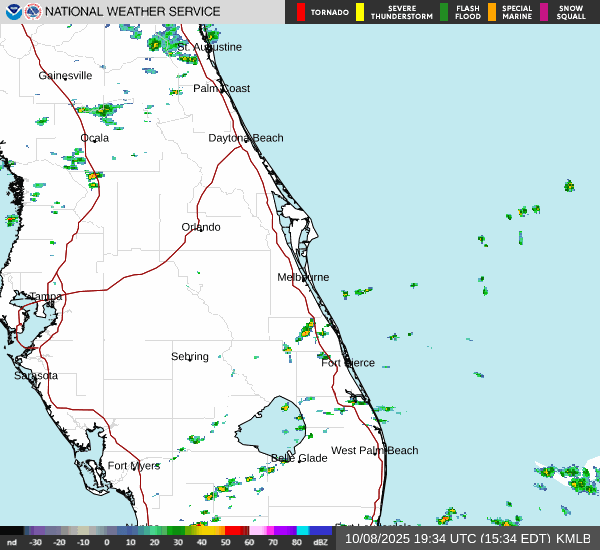 NATIONAL WEATHER SERVICE
TORNADO
SEVERE THUNDERSTORM
FLASH FLOOD
SPECIAL MARINE
SNOW SQUALL
St. Augustine
Gainesville
Palm Coast
Ocala
Daytona Beach
Orlando
Melbourne
Tampa
Sebring
Fort Pierce
Sarasota
West Palm Beach
Belle Glade
Fort Myers
nd -30 -20 -10 0 10 20 30 40 50 60 70 80 dBZ
10/08/2025 19:34 UTC (15:34 EDT) KMLB